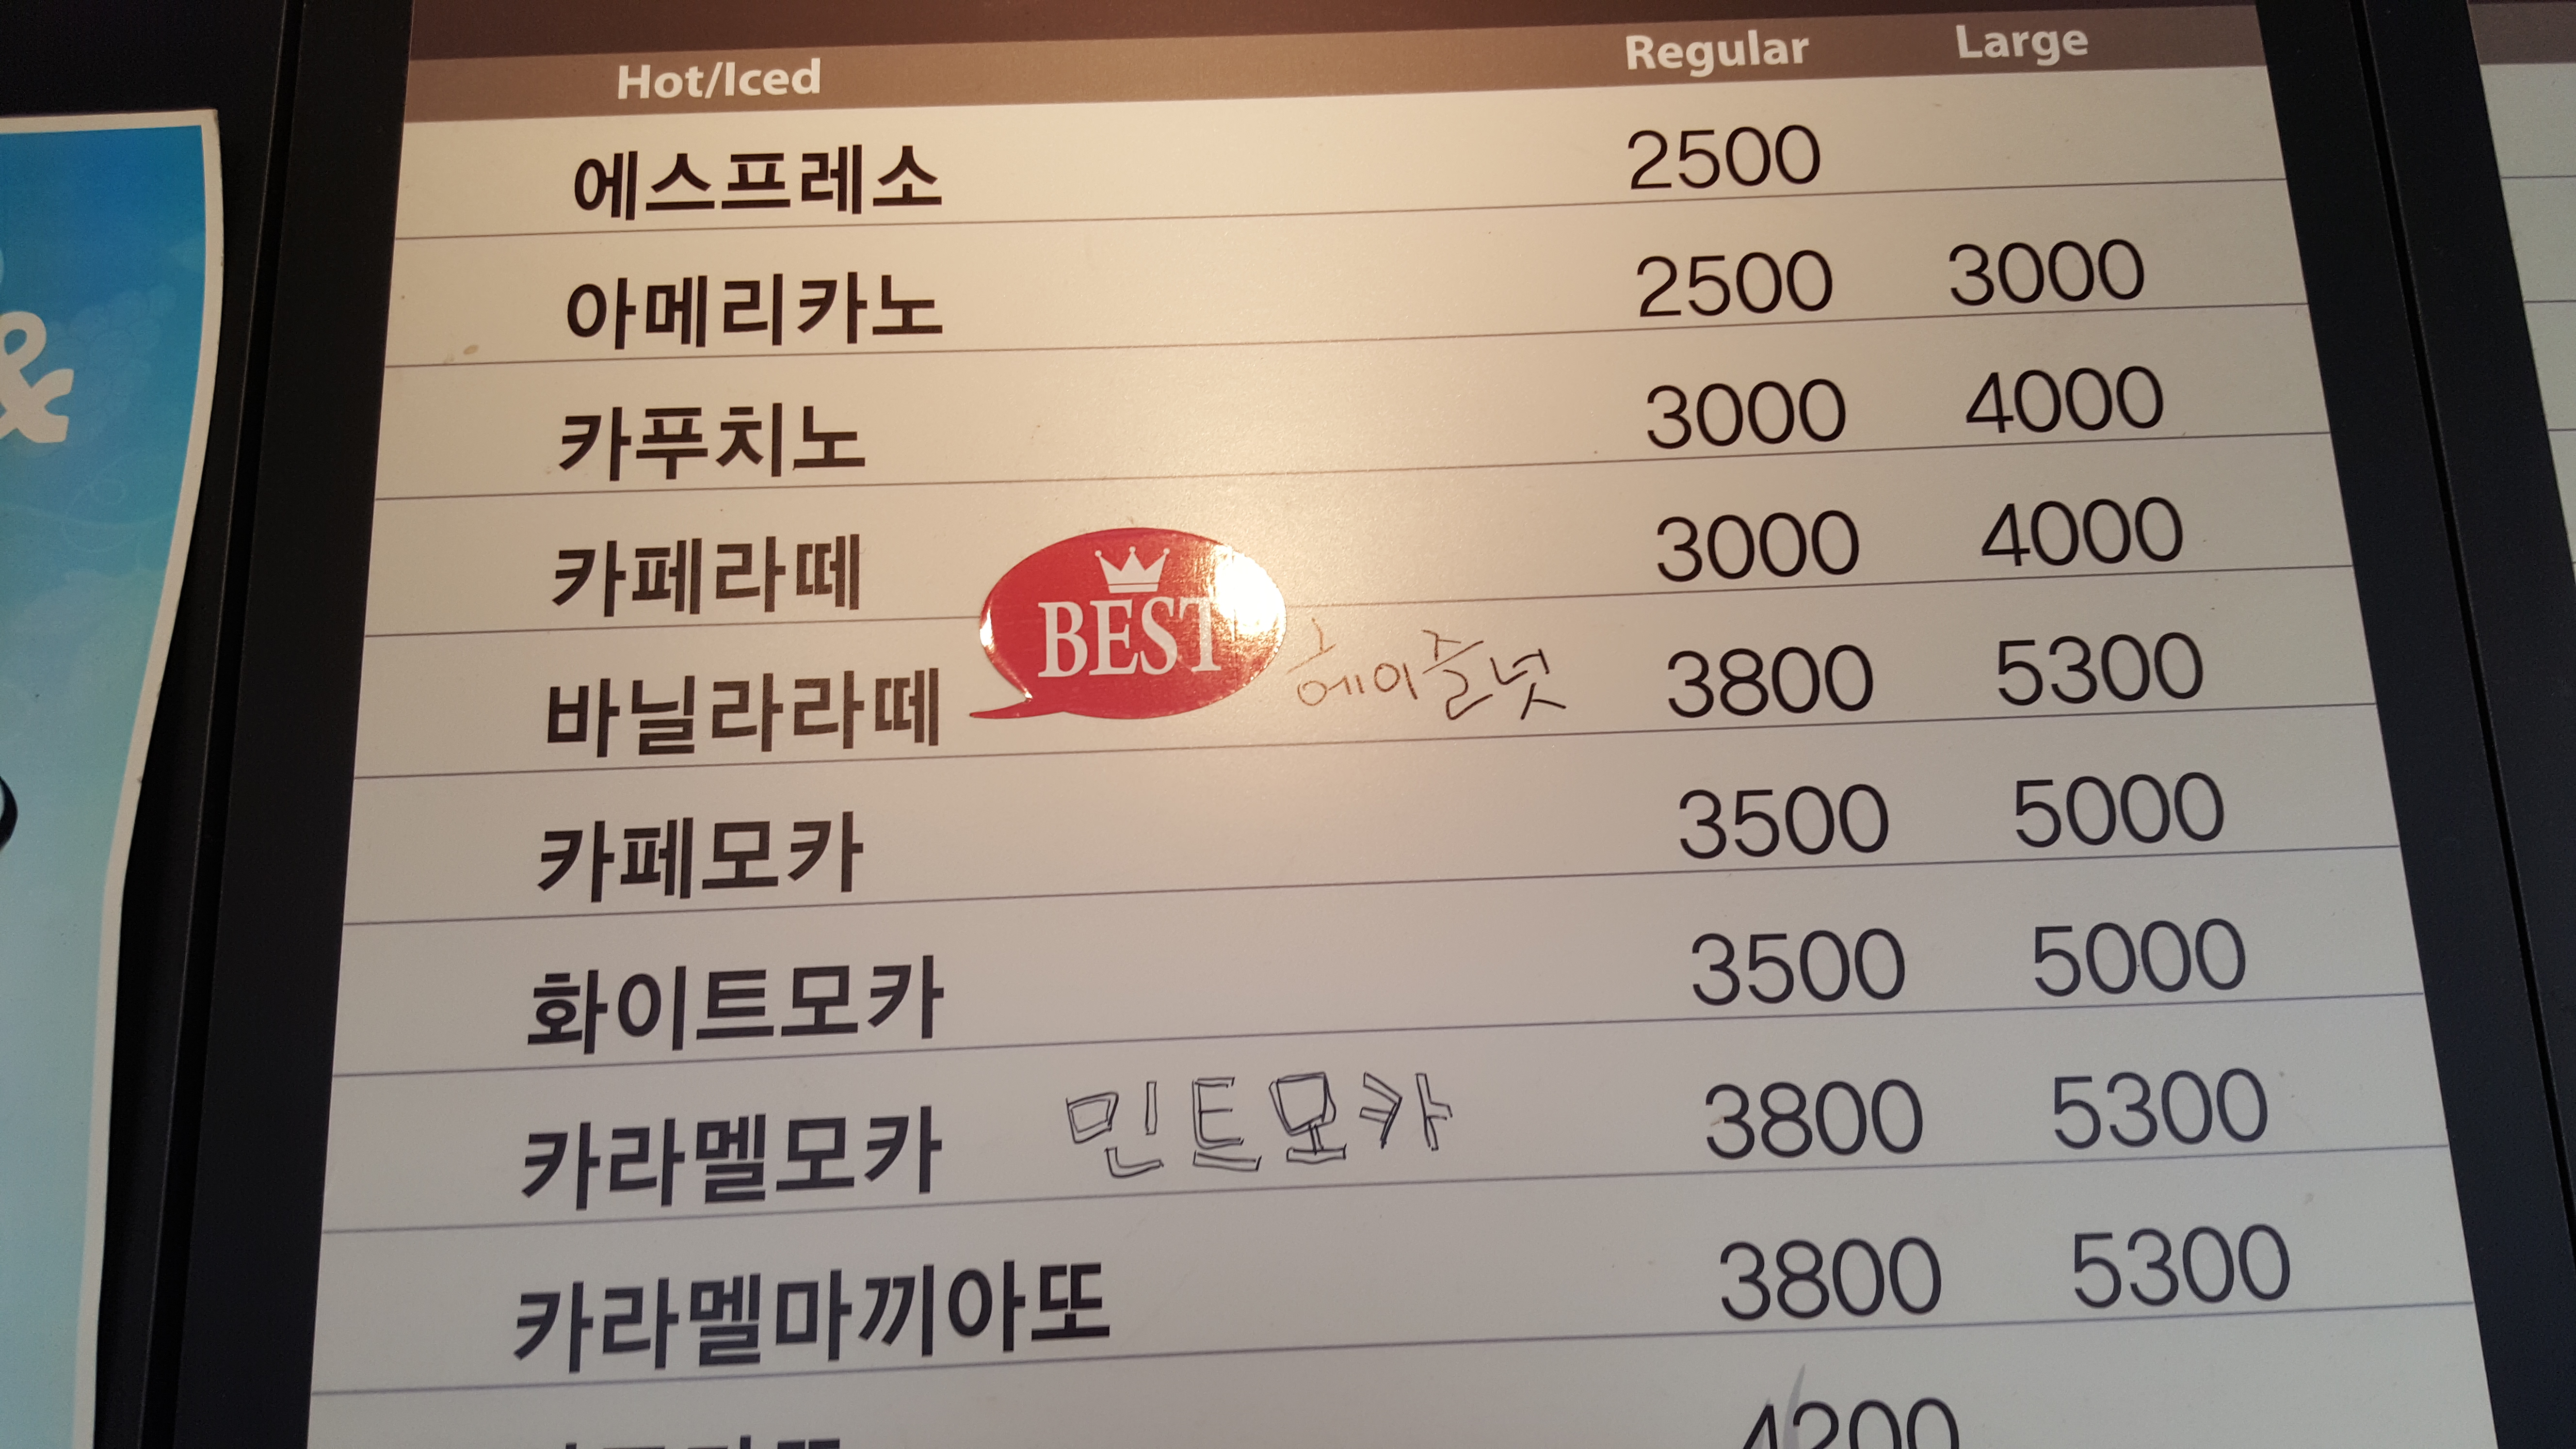 &
Hot/Iced Regular Large
에스프레소 2500
아메리카노 2500 3000
카푸치노 3000 4000
카페라떼 3000 4000
BEST
바닐라라떼 헤이즐넛 3800 5300
카페모카 3500 5000
화이트모카 3500 5000
카라멜모카 민트모카 3800 5300
카라멜마끼아또 3800 5300
4200